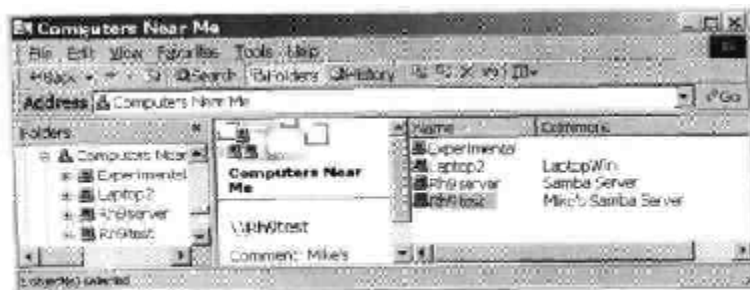 Computers Near Me
File Edit View Favorites Tools Help
Back Search Folders History
Address Computers Near Me Go
Folders
Computers Near
Experimental
Laptop2
Rh9server
Rh9test
Computers Near
Me
\\Rh9test
Comment: Mike's
Name Comment
Experimental
Laptop2 LaptopWin
Rh9server Samba Server
Rh9test Mike's Samba Server
1 object(s) selected